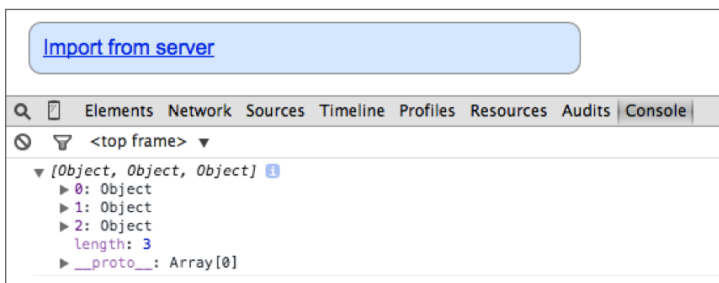 Import from server
Elements Network Sources Timeline Profiles Resources Audits Console
<top frame> ▼
▼ [Object, Object, Object] i
▶ 0: Object
▶ 1: Object
▶ 2: Object
length: 3
▶ __proto__: Array[0]